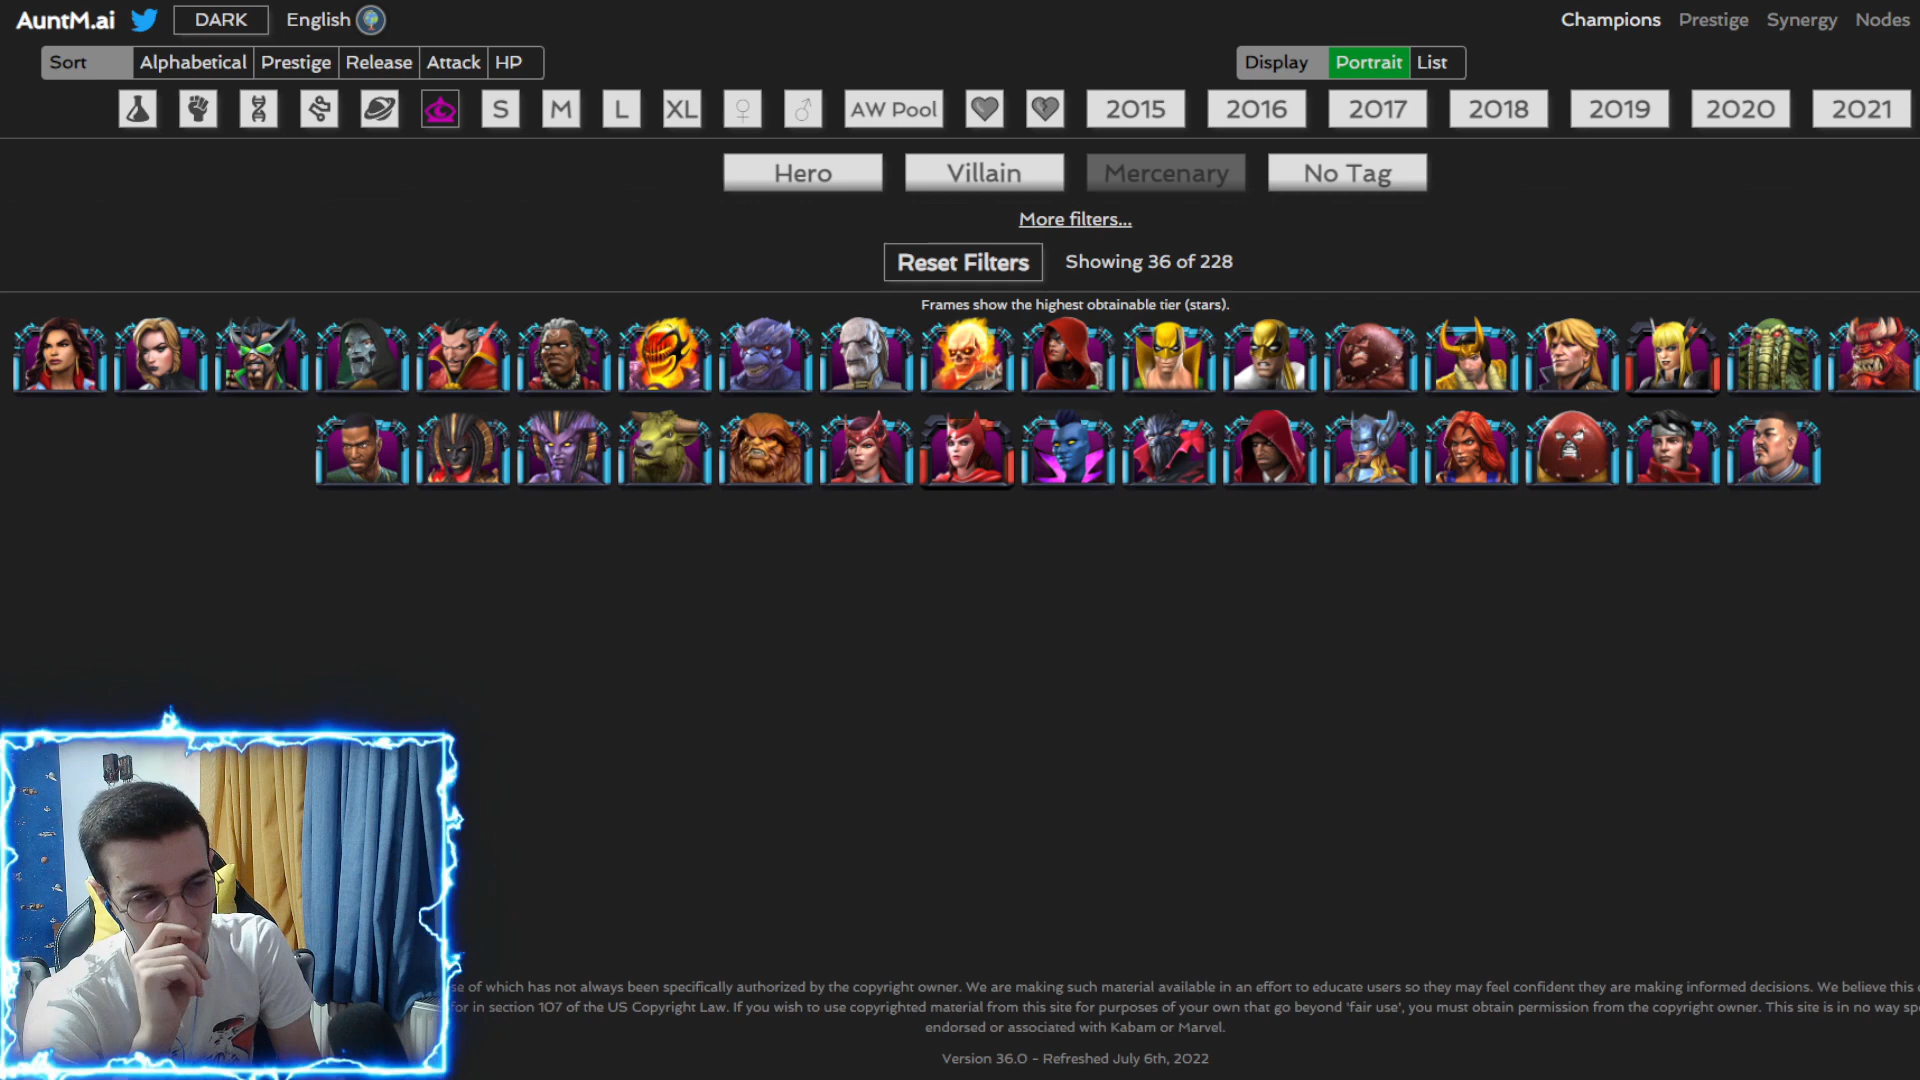 AuntM.ai DARK English Champions Prestige Synergy Nodes
Sort Alphabetical Prestige Release Attack HP Display Portrait List
S M L XL ♀ ♂ AW Pool 2015 2016 2017 2018 2019 2020 2021
Hero Villain Mercenary No Tag
More filters...
Reset Filters Showing 36 of 228
Frames show the highest obtainable tier (stars).
of which has not always been specifically authorized by the copyright owner. We are making such material available in an effort to educate users so they may feel confident they are making informed decisions. We believe this
for in section 107 of the US Copyright Law. If you wish to use copyrighted material from this site for purposes of your own that go beyond 'fair use', you must obtain permission from the copyright owner. This site is in no way
endorsed or associated with Kabam or Marvel.
Version 36.0 - Refreshed July 6th, 2022